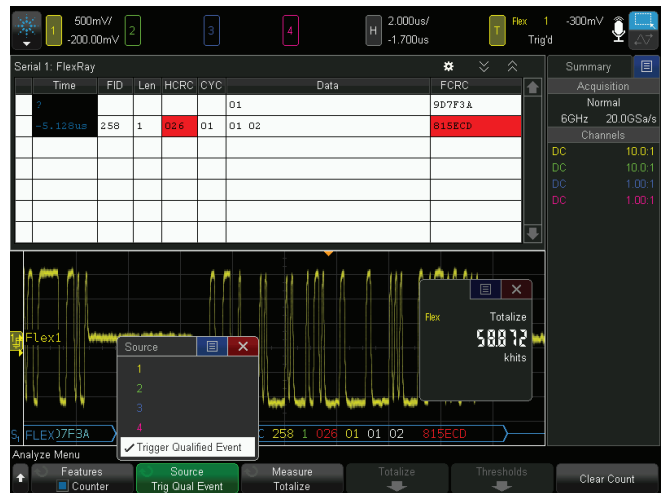 1 500mV/ 2 3 4 H 2.000us/ T Flex 1 -300mV
-200.00mV -1.700us Trig'd
Serial 1: FlexRay
Time FID Len HCRC CYC Data FCRC
? 01 9D7F3A
-5.128us 258 1 026 01 01 02 815ECD
Summary
Acquisition
Normal
6GHz 20.0GSa/s
Channels
DC 10.0:1
DC 10.0:1
DC 1.00:1
DC 1.00:1
Flex Totalize
58.872
khits
Flex1
Source
1
2
3
4
Trigger Qualified Event
S1 FLEX 7F3A C 258 1 026 01 01 02 815ECD
Analyze Menu
Features Source Measure Totalize Thresholds Clear Count
Counter Trig Qual Event Totalize